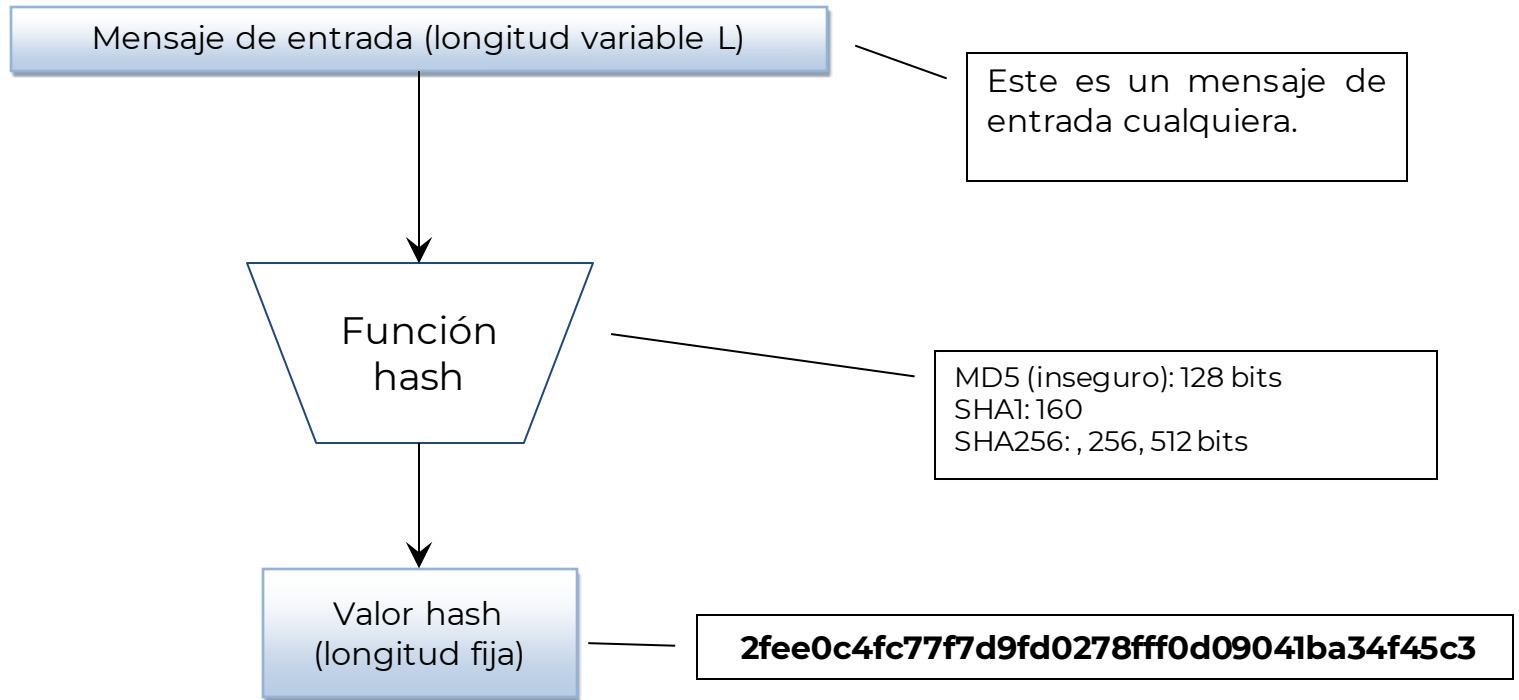 Mensaje de entrada (longitud variable L)
Este es un mensaje de
entrada cualquiera.
Función
hash
MD5 (inseguro): 128 bits
SHA1: 160
SHA256: , 256, 512 bits
Valor hash
(longitud fija)
2fee0c4fc77f7d9fd0278fff0d09041ba34f45c3